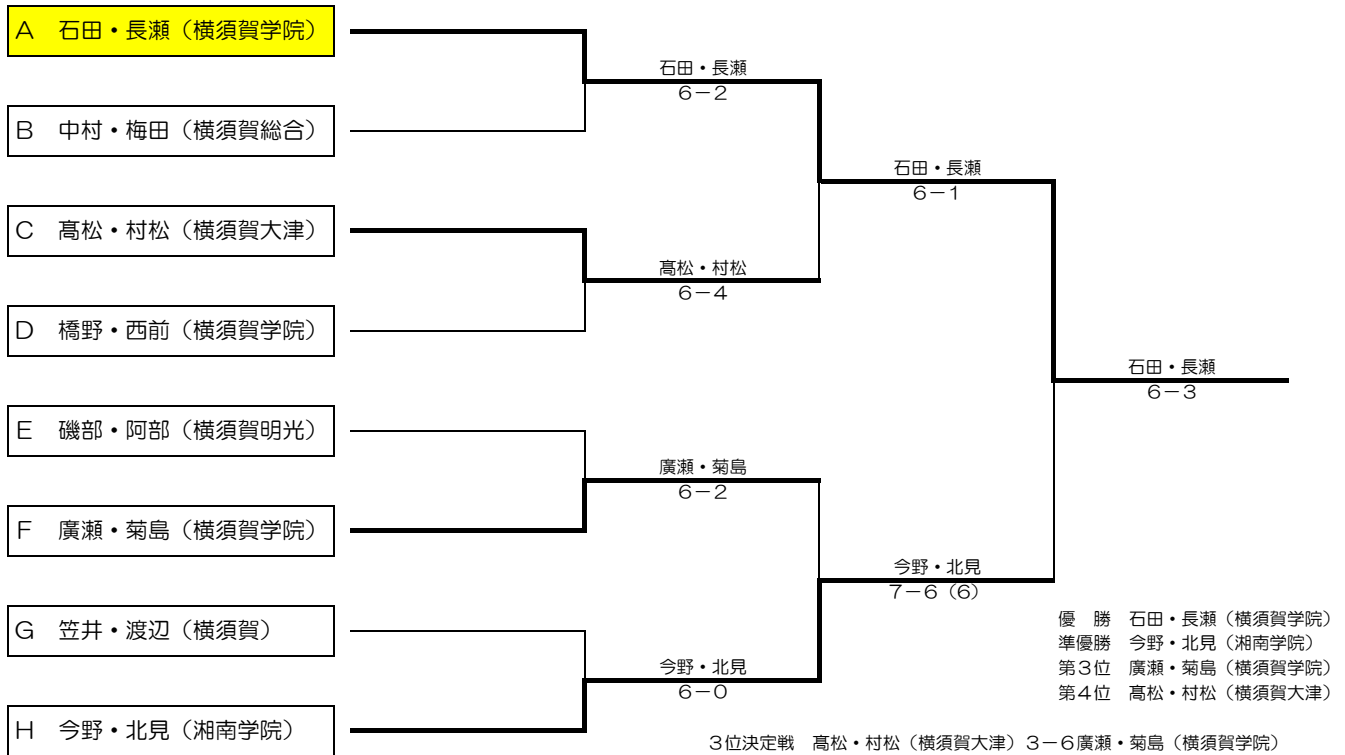 A 石田・長瀬（横須賀学院）
石田・長瀬
6－2
B 中村・梅田（横須賀総合）
石田・長瀬
6－1
C 髙松・村松（横須賀大津）
髙松・村松
6－4
D 橋野・西前（横須賀学院）
石田・長瀬
6－3
E 磯部・阿部（横須賀明光）
廣瀬・菊島
6－2
F 廣瀬・菊島（横須賀学院）
今野・北見
7－6（6）
G 笠井・渡辺（横須賀）
今野・北見
6－0
H 今野・北見（湘南学院）
優　勝　石田・長瀬（横須賀学院）
準優勝　今野・北見（湘南学院）
第3位　廣瀬・菊島（横須賀学院）
第4位　髙松・村松（横須賀大津）
3位決定戦　髙松・村松（横須賀大津）3－6廣瀬・菊島（横須賀学院）